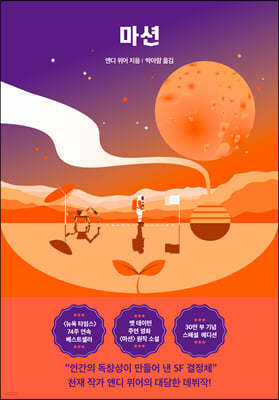 마션
앤디 위어 지음 | 박아람 옮김
《뉴욕 타임스》
74주 연속
베스트셀러
맷 데이먼
주연 영화
〈마션〉 원작 소설
30만 부 기념
스페셜 에디션
“인간의 독창성이 만들어 낸 SF 결정체”
천재 작가 앤디 위어의 대담한 데뷔작!